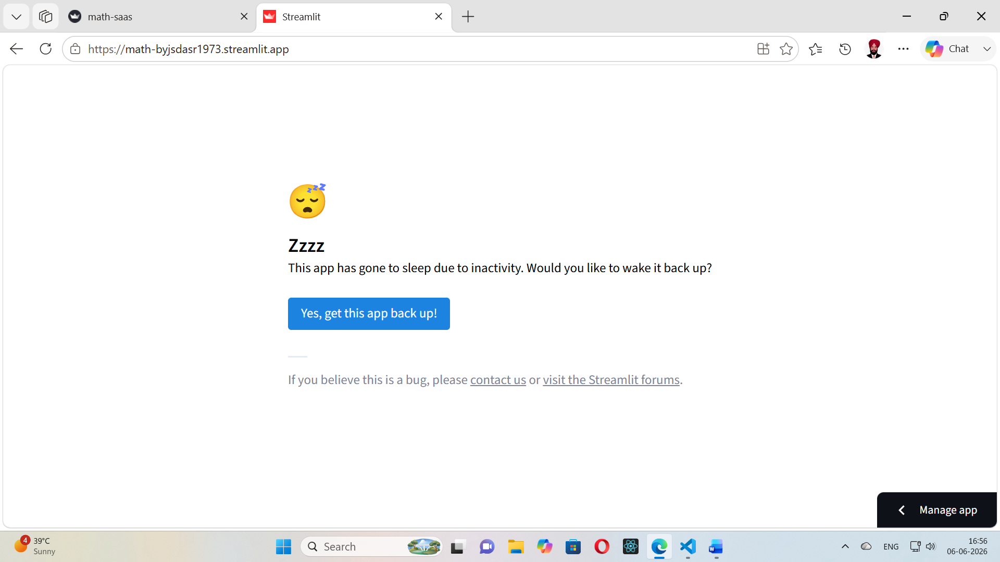 math-saas
Streamlit
https://math-byjsdasr1973.streamlit.app
Chat
Zzzz
This app has gone to sleep due to inactivity. Would you like to wake it back up?
Yes, get this app back up!
If you believe this is a bug, please contact us or visit the Streamlit forums.
Manage app
4
39°C
Sunny
Search
W
ENG
16:56
06-06-2026